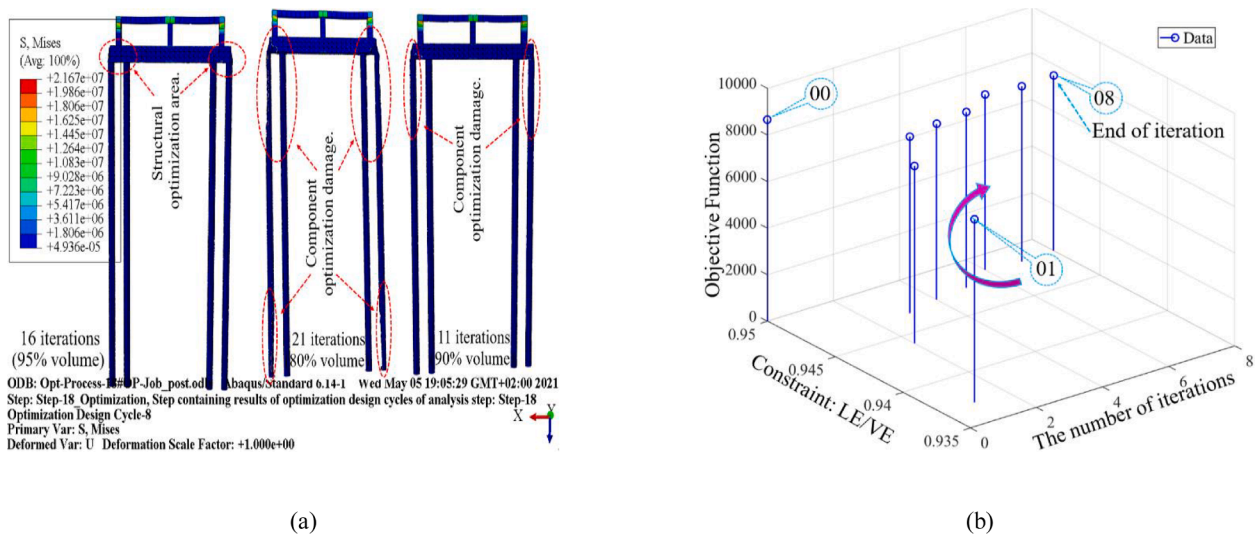 S, Mises
(Avg: 100%)
+2.167e+07
+1.986e+07
+1.806e+07
+1.625e+07
+1.445e+07
+1.264e+07
+1.083e+07
+9.028e+06
+7.223e+06
+5.417e+06
+3.611e+06
+1.806e+06
+4.936e-05
Structural
optimization area.
Component
optimization damage.
Component
optimization damage.
16 iterations
(95% volume)
21 iterations
80% volume
11 iterations
90% volume
ODB: Opt-Process-18#OP-Job_post.odb Abaqus/Standard 6.14-1 Wed May 05 19:05:29 GMT+02:00 2021
Step: Step-18_Optimization, Step containing results of optimization design cycles of analysis step: Step-18
Optimization Design Cycle-8
Primary Var: S, Mises
Deformed Var: U Deformation Scale Factor: +1.000e+00
X
Y
(a)
Data
00
08
End of iteration
01
Objective Function
10000
8000
6000
4000
2000
0
Constraint: LE/VE
0.95
0.945
0.94
0.935
The number of iterations
0
2
4
6
8
(b)